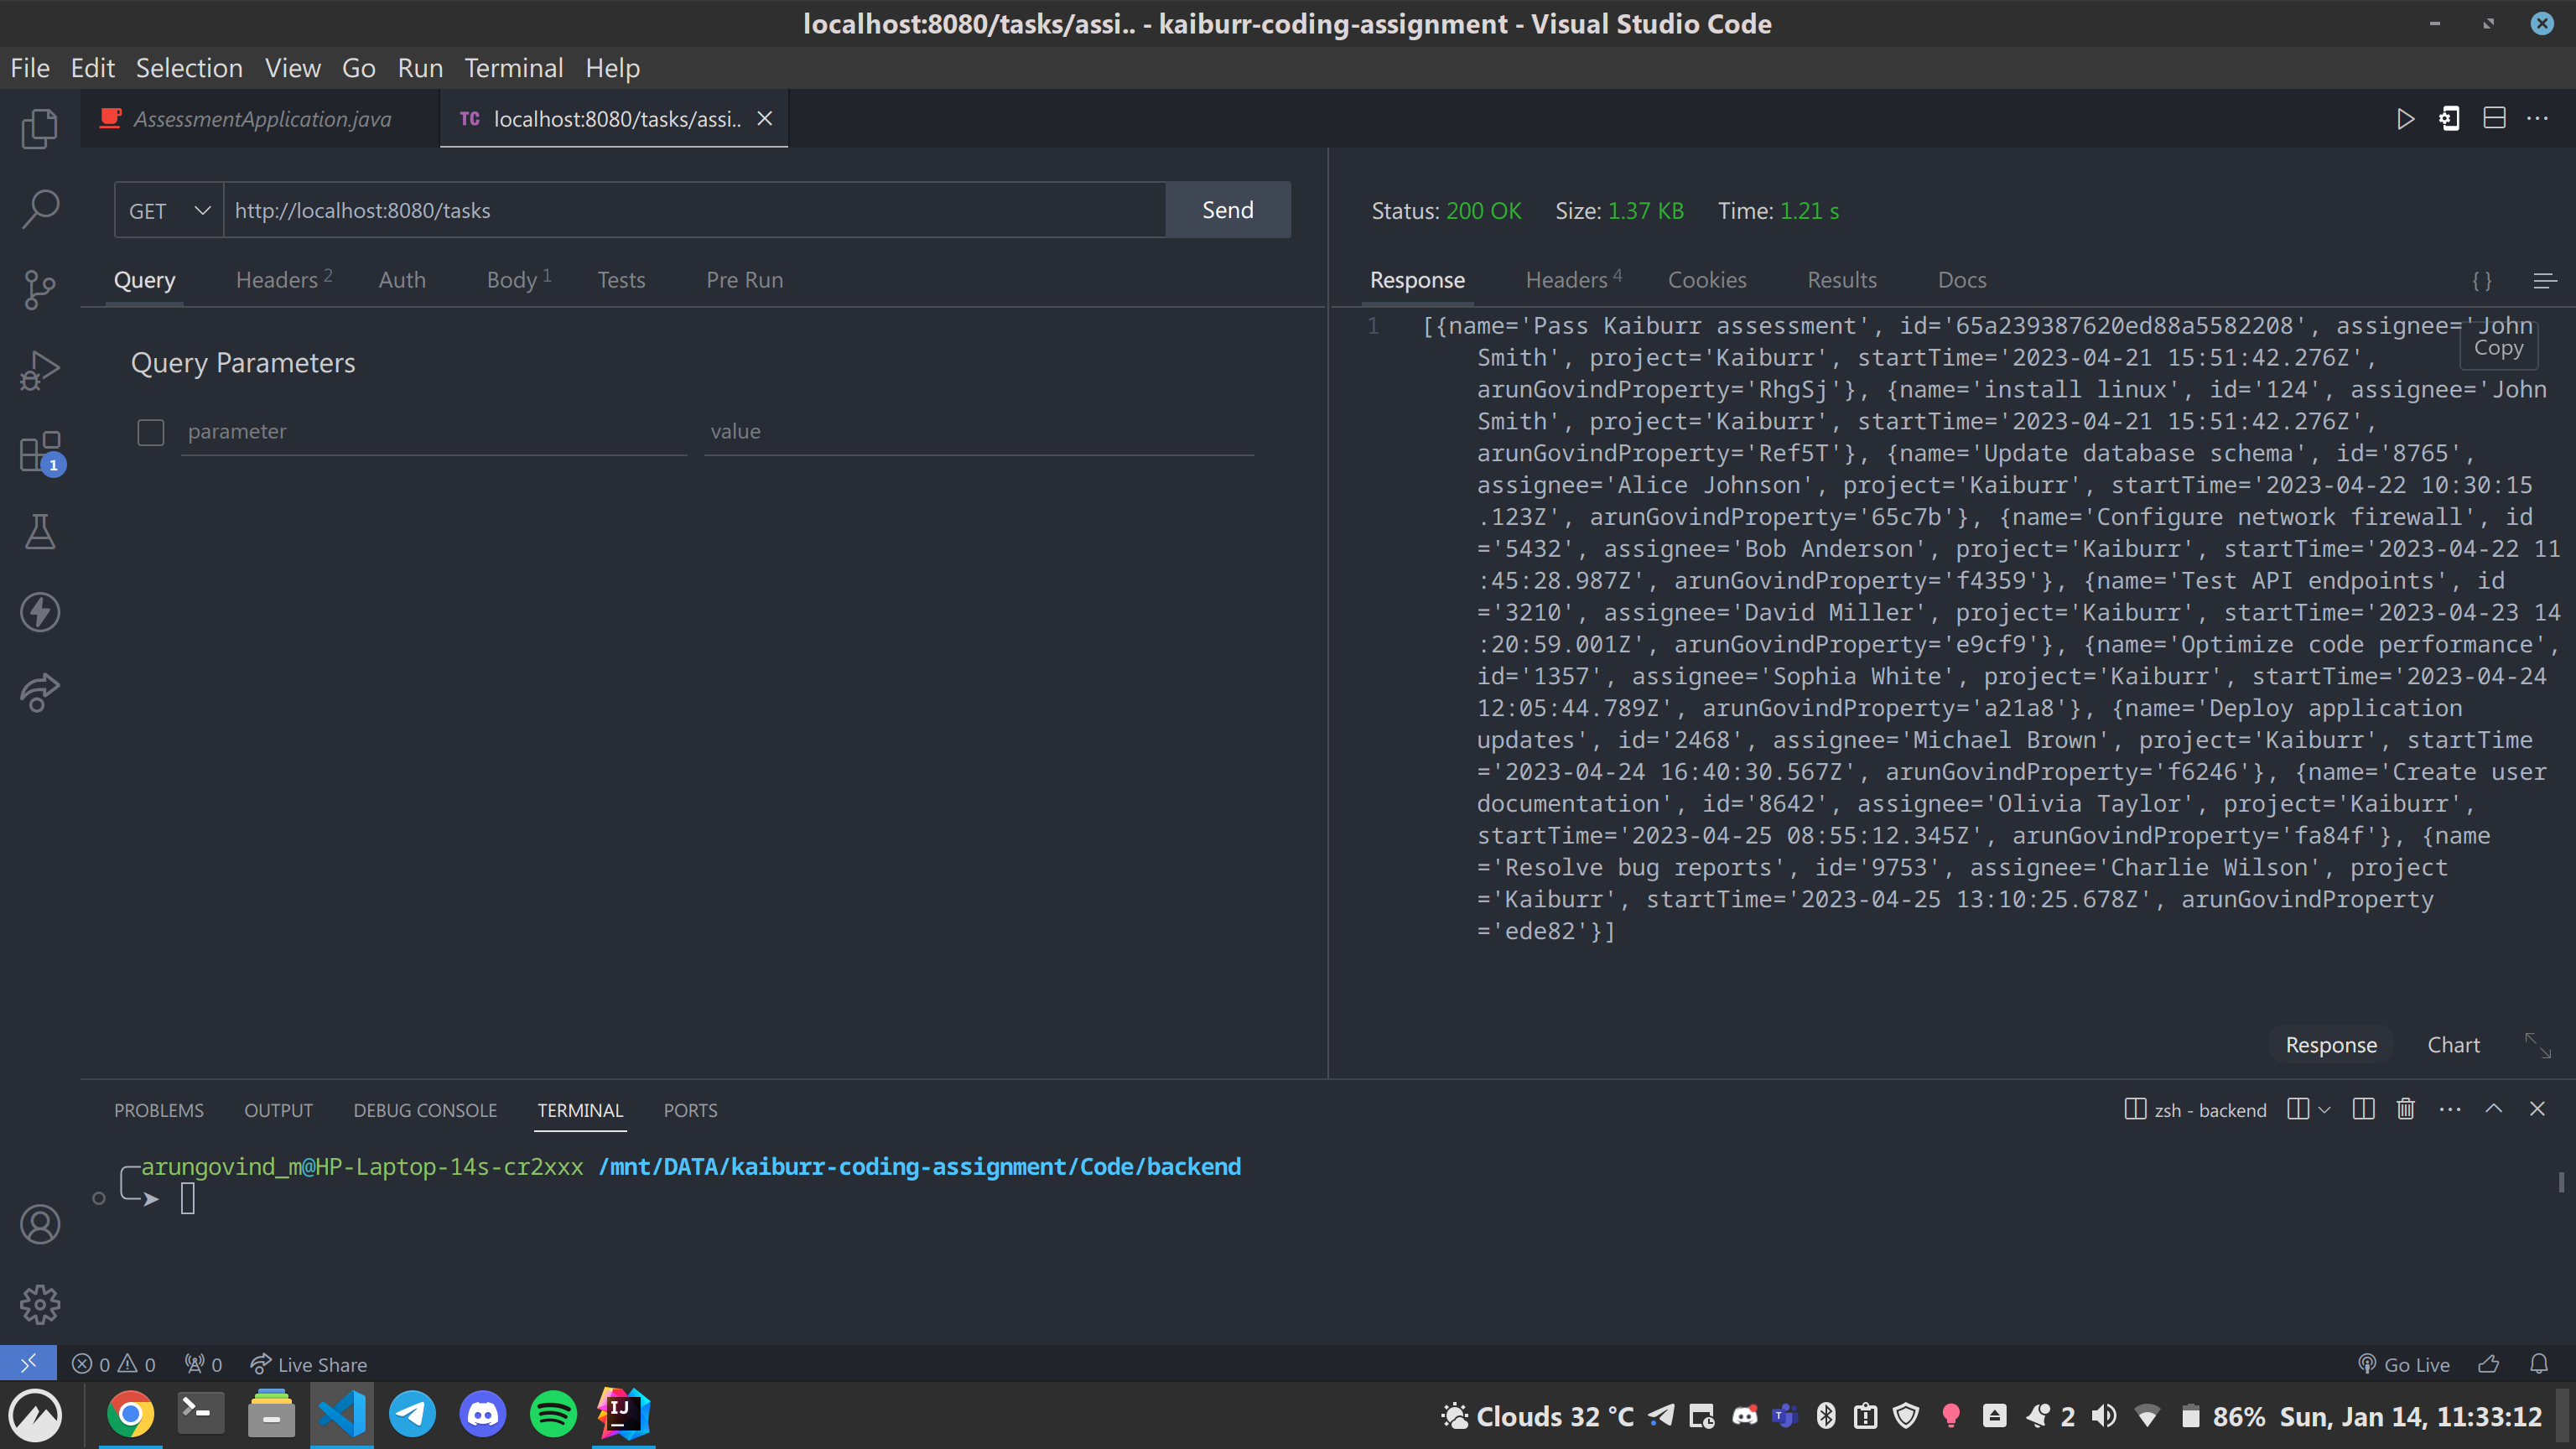 localhost:8080/tasks/assi.. - kaiburr-coding-assignment - Visual Studio Code
File Edit Selection View Go Run Terminal Help
AssessmentApplication.java
TC localhost:8080/tasks/assi..
GET http://localhost:8080/tasks Send
Query Headers 2 Auth Body 1 Tests Pre Run
Query Parameters
parameter value
Status: 200 OK Size: 1.37 KB Time: 1.21 s
Response Headers 4 Cookies Results Docs { }
Copy
1 [{name='Pass Kaiburr assessment', id='65a239387620ed88a5582208', assignee='John
Smith', project='Kaiburr', startTime='2023-04-21 15:51:42.276Z',
arunGovindProperty='RhgSj'}, {name='install linux', id='124', assignee='John
Smith', project='Kaiburr', startTime='2023-04-21 15:51:42.276Z',
arunGovindProperty='Ref5T'}, {name='Update database schema', id='8765',
assignee='Alice Johnson', project='Kaiburr', startTime='2023-04-22 10:30:15
.123Z', arunGovindProperty='65c7b'}, {name='Configure network firewall', id
='5432', assignee='Bob Anderson', project='Kaiburr', startTime='2023-04-22 11
:45:28.987Z', arunGovindProperty='f4359'}, {name='Test API endpoints', id
='3210', assignee='David Miller', project='Kaiburr', startTime='2023-04-23 14
:20:59.001Z', arunGovindProperty='e9cf9'}, {name='Optimize code performance',
id='1357', assignee='Sophia White', project='Kaiburr', startTime='2023-04-24
12:05:44.789Z', arunGovindProperty='a21a8'}, {name='Deploy application
updates', id='2468', assignee='Michael Brown', project='Kaiburr', startTime
='2023-04-24 16:40:30.567Z', arunGovindProperty='f6246'}, {name='Create user
documentation', id='8642', assignee='Olivia Taylor', project='Kaiburr',
startTime='2023-04-25 08:55:12.345Z', arunGovindProperty='fa84f'}, {name
='Resolve bug reports', id='9753', assignee='Charlie Wilson', project
='Kaiburr', startTime='2023-04-25 13:10:25.678Z', arunGovindProperty
='ede82'}]
Response Chart
1
PROBLEMS OUTPUT DEBUG CONSOLE TERMINAL PORTS
zsh - backend
arungovind_m@HP-Laptop-14s-cr2xxx /mnt/DATA/kaiburr-coding-assignment/Code/backend
0 0 0 Live Share
Go Live
IJ
Clouds 32 °C 2 86% Sun, Jan 14, 11:33:12